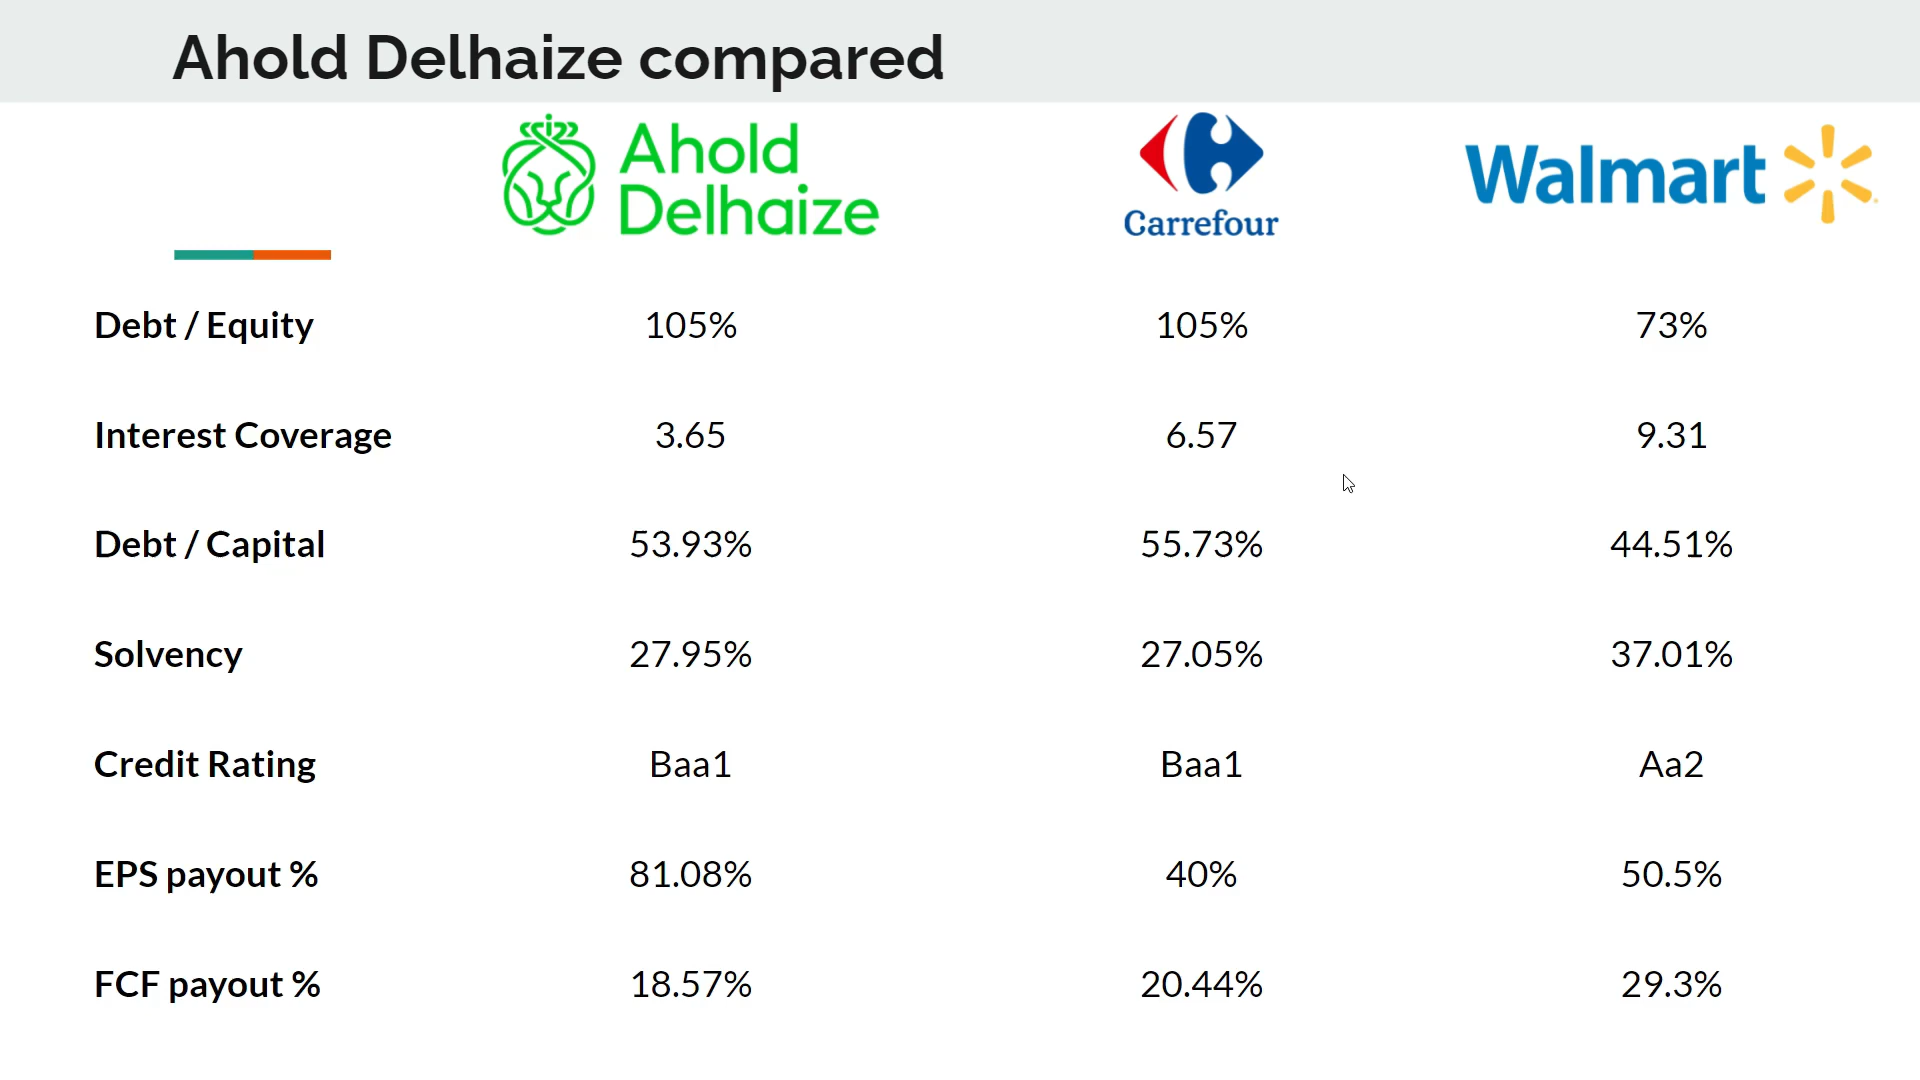 Ahold Delhaize compared
Ahold
Delhaize
Carrefour
Walmart
Debt / Equity 105% 105% 73%
Interest Coverage 3.65 6.57 9.31
Debt / Capital 53.93% 55.73% 44.51%
Solvency 27.95% 27.05% 37.01%
Credit Rating Baa1 Baa1 Aa2
EPS payout % 81.08% 40% 50.5%
FCF payout % 18.57% 20.44% 29.3%